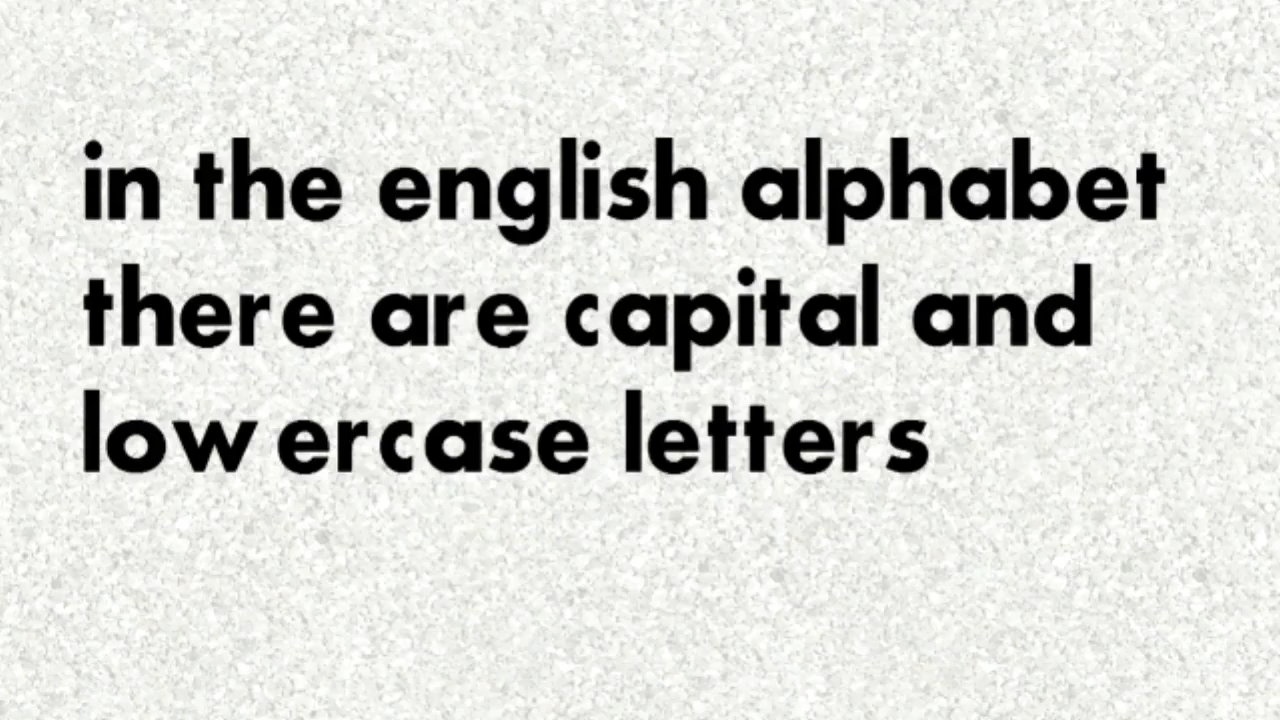 in the english alphabet
there are capital and
lowercase letters